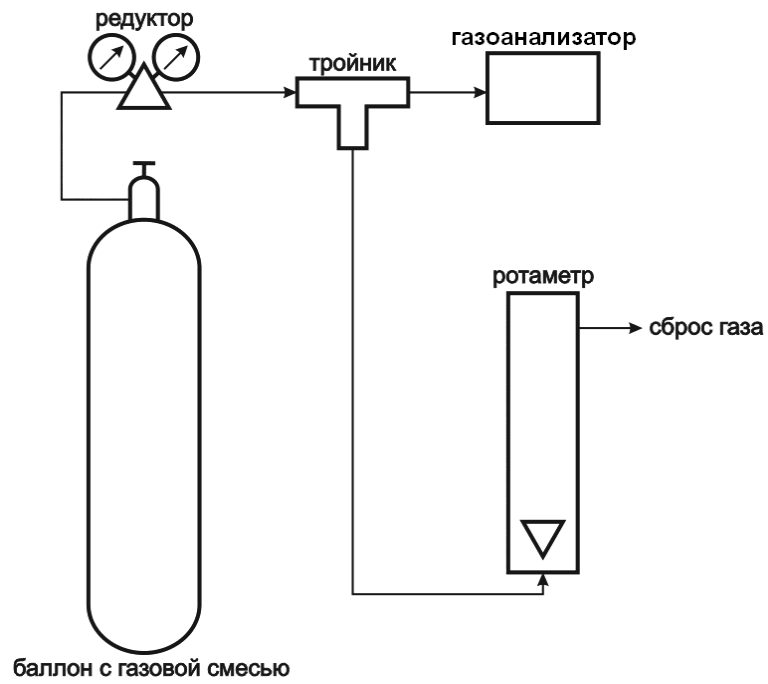 редуктор
газоанализатор
тройник
ротаметр
сброс газа
баллон с газовой смесью